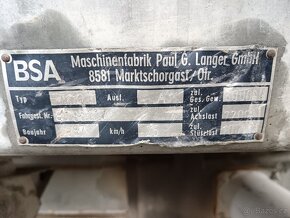 BSA
Maschinenfabrik Paul G. Langer GmbH
8581 Marktschorgast/Ofr.
Typ
Ausf.
zul.
Ges. Gew.
Fahrgest. Nr.
zul.
Achslast
Baujahr
km/h
zul.
Stützlast